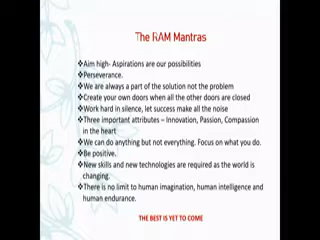 The RAM Mantras
❖Aim high- Aspirations are our possibilities
❖Perseverance.
❖We are always a part of the solution not the problem
❖Create your own doors when all the other doors are closed
❖Work hard in silence, let success make all the noise
❖Three important attributes – Innovation, Passion, Compassion
in the heart
❖We can do anything but not everything. Focus on what you do.
❖Be positive.
❖New skills and new technologies are required as the world is
changing.
❖There is no limit to human imagination, human intelligence and
human endurance.
THE BEST IS YET TO COME